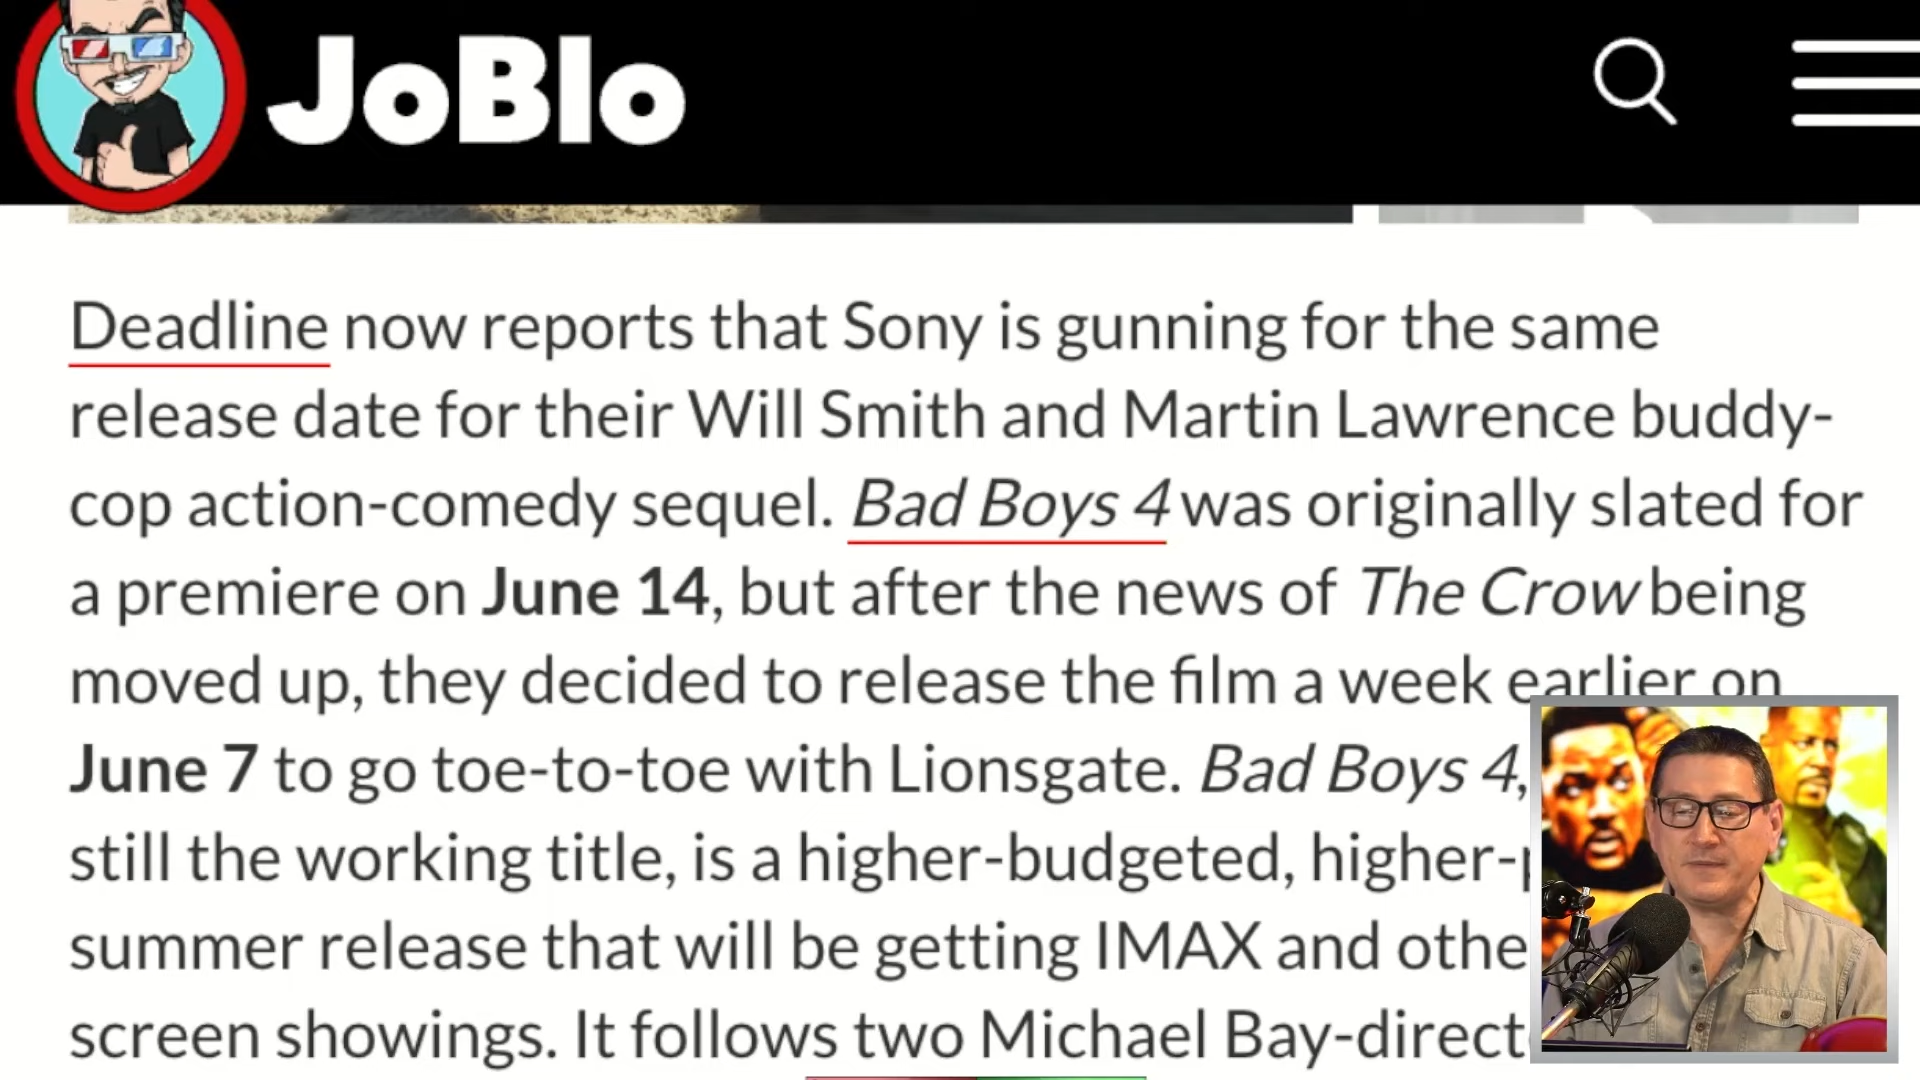 JoBlo
Deadline now reports that Sony is gunning for the same
release date for their Will Smith and Martin Lawrence buddy-
cop action-comedy sequel. Bad Boys 4 was originally slated for
a premiere on June 14, but after the news of The Crow being
moved up, they decided to release the film a week earlier on
June 7 to go toe-to-toe with Lionsgate. Bad Boys 4,
still the working title, is a higher-budgeted,
summer release that will be getting IMAX and
screen showings. It follows two Michael